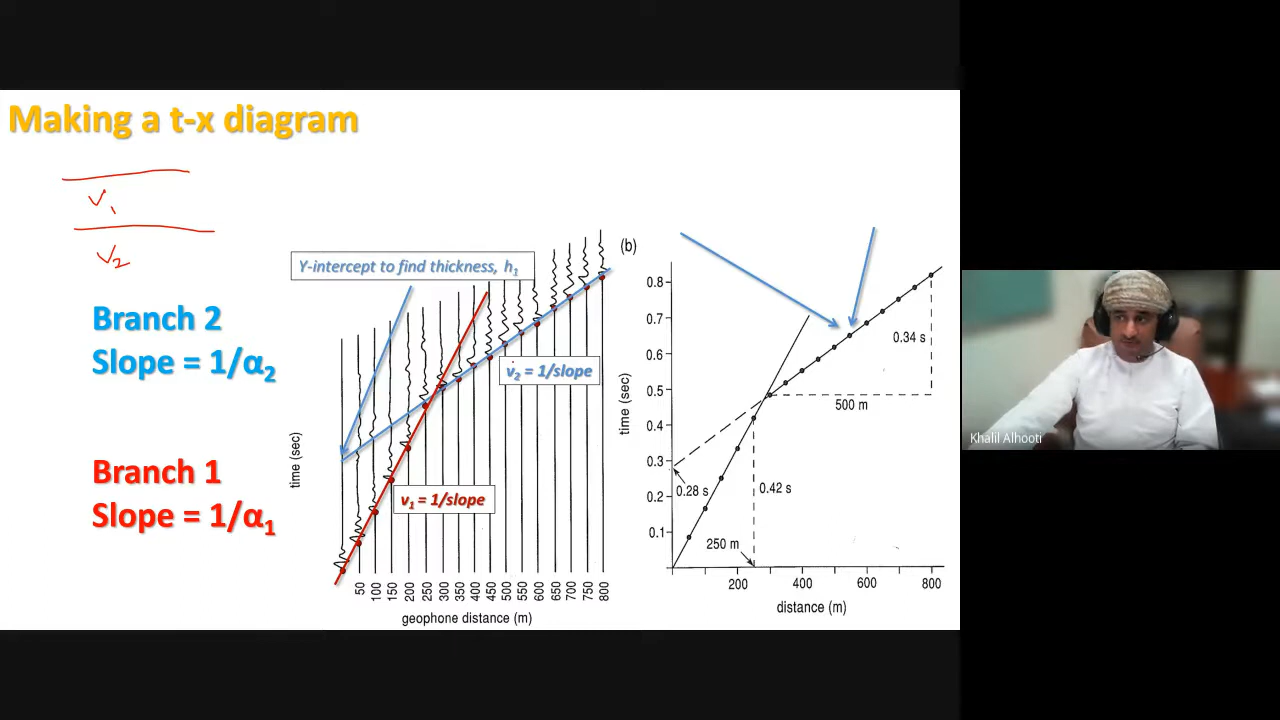 Making a t-x diagram
V1
V2
Branch 2
Slope = 1/α2
Branch 1
Slope = 1/α1
Y-intercept to find thickness, h1
v2 = 1/slope
v1 = 1/slope
time (sec)
50 100 150 200 250 300 350 400 450 500 550 600 650 700 750 800
geophone distance (m)
(b)
0.8
0.7
0.6
0.5
0.4
0.3
0.2
0.1
time (sec)
0.34 s
500 m
0.28 s
0.42 s
250 m
200 400 600 800
distance (m)
Khalil Alhooti